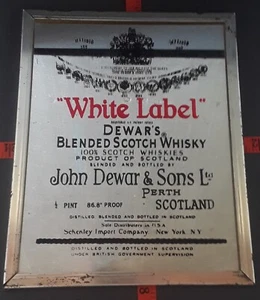 "White Label"
DEWAR'S
BLENDED SCOTCH WHISKY
100% SCOTCH WHISKIES
PRODUCT OF SCOTLAND
BLENDED AND BOTTLED BY
John Dewar & Sons Ltd
PERTH
½ PINT 86.8° PROOF SCOTLAND
DISTILLED, BLENDED AND BOTTLED IN SCOTLAND
Sole Distributors in U.S.A
Schenley Import Company New York, N.Y
DISTILLED AND BOTTLED IN SCOTLAND
UNDER BRITISH GOVERNMENT SUPERVISION